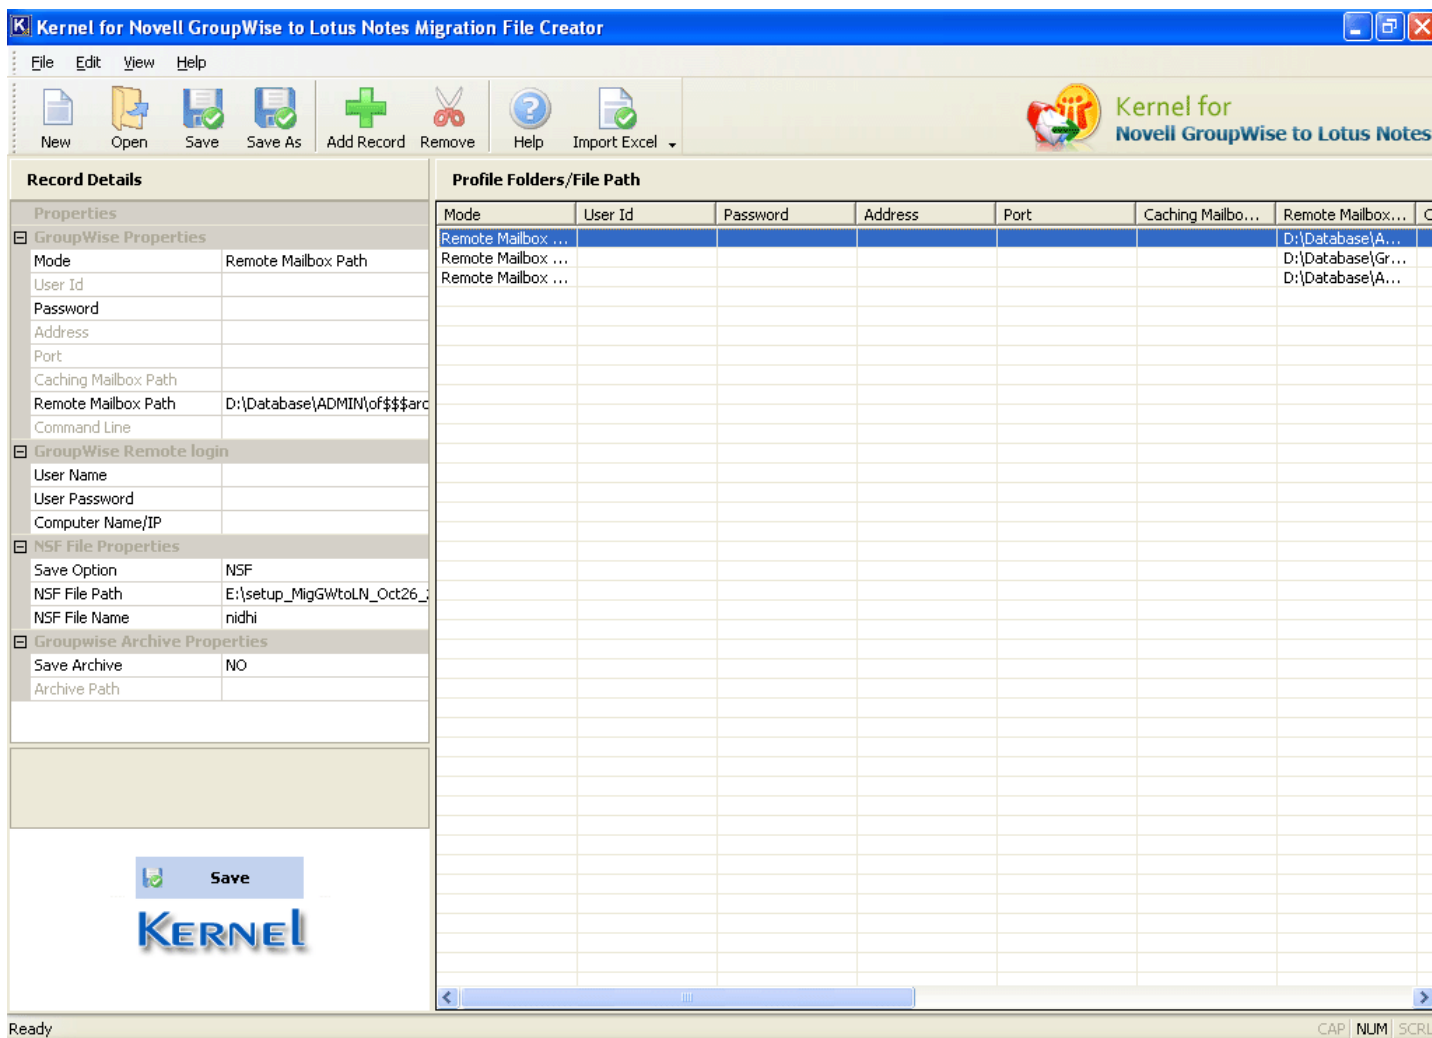 Kernel for Novell GroupWise to Lotus Notes Migration File Creator
File Edit View Help
New Open Save Save As Add Record Remove Help Import Excel
Kernel for
Novell GroupWise to Lotus Notes
Record Details
Profile Folders/File Path
Properties
GroupWise Properties
Mode Remote Mailbox Path
User Id
Password
Address
Port
Caching Mailbox Path
Remote Mailbox Path D:\Database\ADMIN\of$$$arc
Command Line
GroupWise Remote login
User Name
User Password
Computer Name/IP
NSF File Properties
Save Option NSF
NSF File Path E:\setup_MigGWtoLN_Oct26_
NSF File Name nidhi
Groupwise Archive Properties
Save Archive NO
Archive Path
Save
KERNEL
Mode User Id Password Address Port Caching Mailbo... Remote Mailbox... C
Remote Mailbox ... D:\Database\A...
Remote Mailbox ... D:\Database\Gr...
Remote Mailbox ... D:\Database\A...
Ready
CAP NUM SCRL